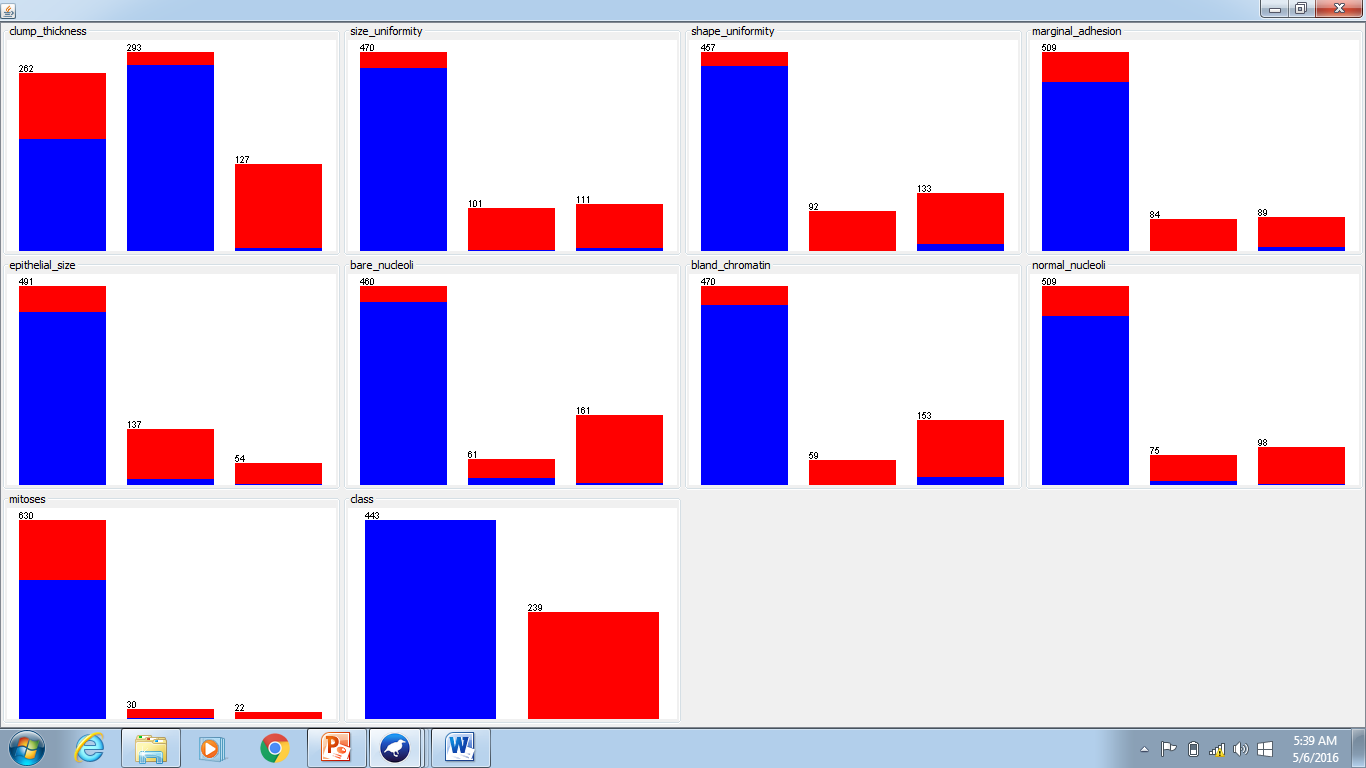 clump_thickness
262
293
127
size_uniformity
470
101
111
shape_uniformity
457
92
133
marginal_adhesion
509
84
89
epithelial_size
491
137
54
bare_nucleoli
460
61
161
bland_chromatin
470
59
153
normal_nucleoli
509
75
98
mitoses
630
30
22
class
443
239
5:39 AM
5/6/2016